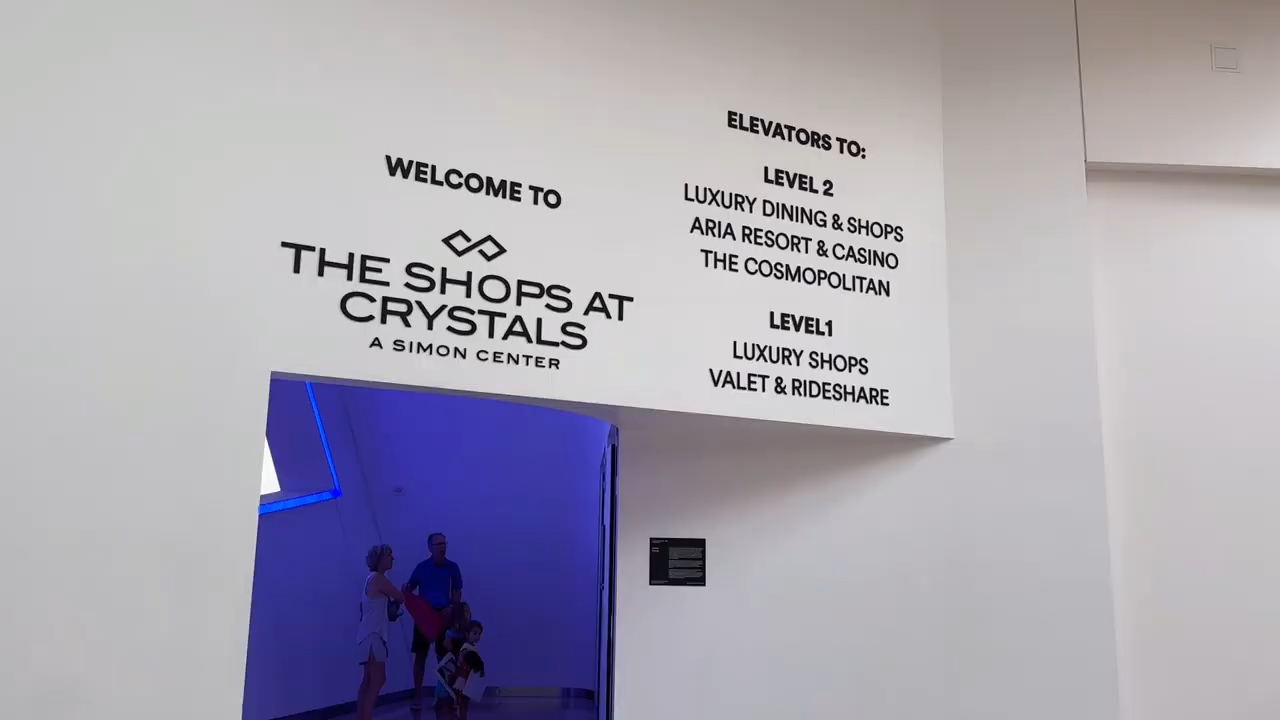 WELCOME TO
THE SHOPS AT
CRYSTALS
A SIMON CENTER
ELEVATORS TO:
LEVEL 2
LUXURY DINING & SHOPS
ARIA RESORT & CASINO
THE COSMOPOLITAN
LEVEL1
LUXURY SHOPS
VALET & RIDESHARE